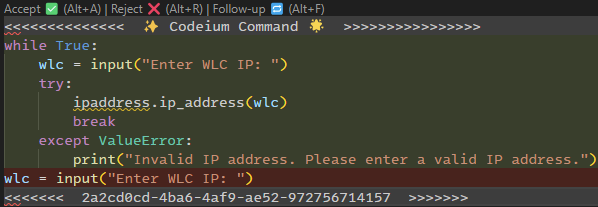 Accept ✅ (Alt+A) | Reject ❌ (Alt+R) | Follow-up 🔁 (Alt+F)
<<<<<<<<<<<<<< ✨ Codeium Command 🌟 >>>>>>>>>>>>>>>>
while True:
    wlc = input("Enter WLC IP: ")
    try:
        ipaddress.ip_address(wlc)
        break
    except ValueError:
        print("Invalid IP address. Please enter a valid IP address.")
wlc = input("Enter WLC IP: ")
<<<<<<< 2a2cd0cd-4ba6-4af9-ae52-972756714157 >>>>>>>